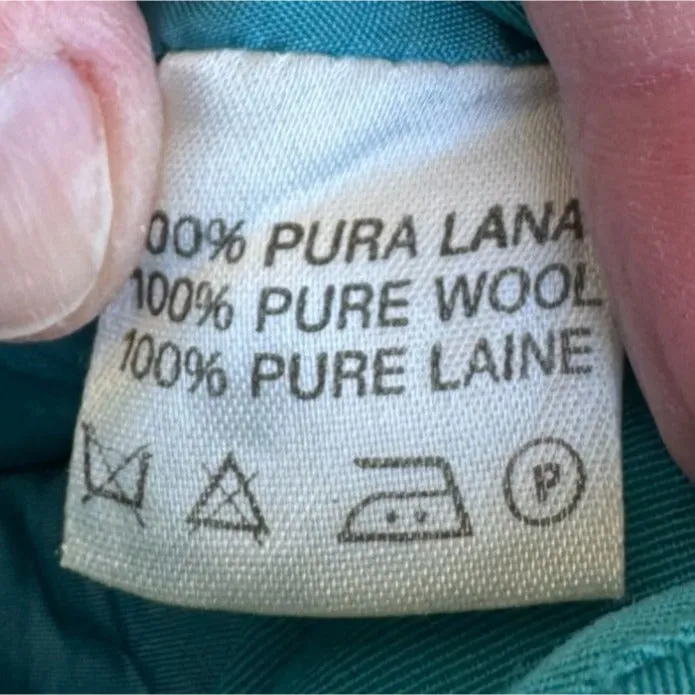 00% PURA LANA
100% PURE WOOL
100% PURE LAINE
P